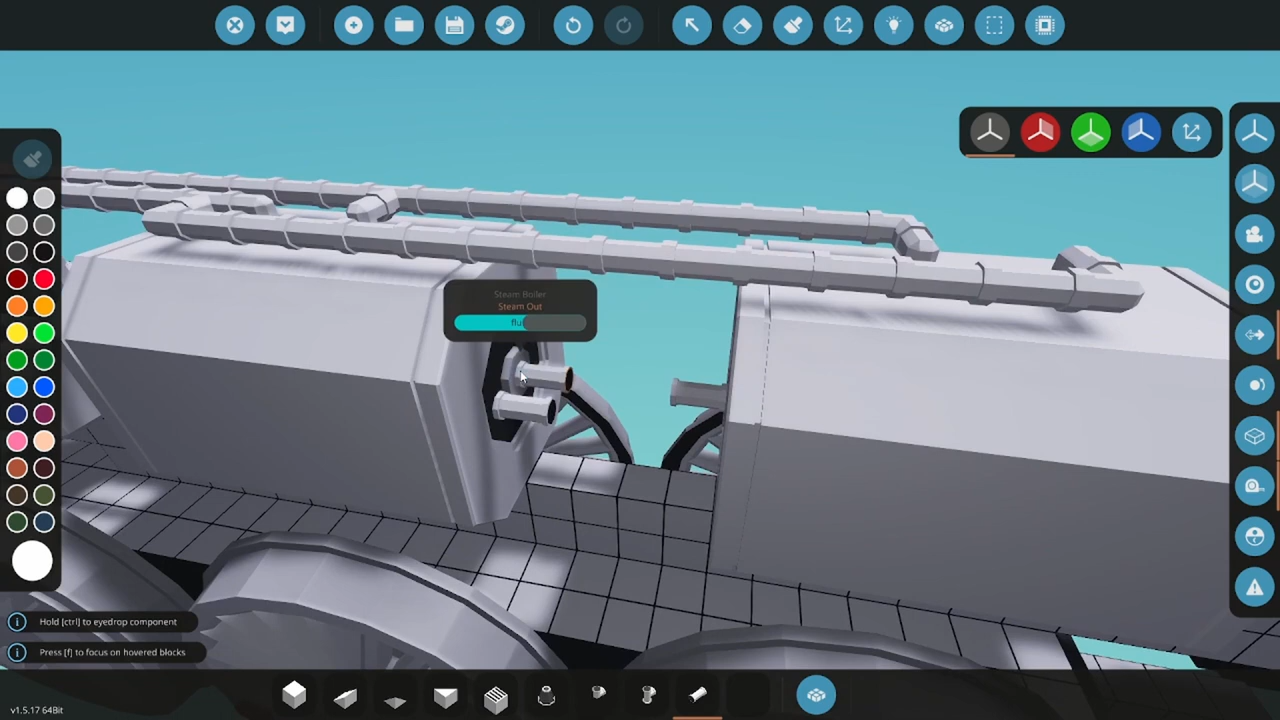 Steam Boiler
Steam Out
Hold [ctrl] to eyedrop component
Press [f] to focus on hovered blocks
v1.5.17 64Bit